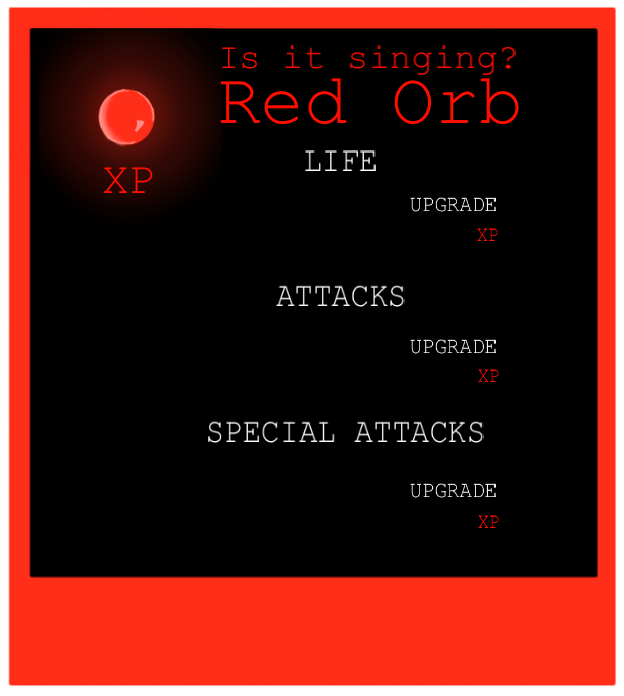 Is it singing?
Red Orb
XP
LIFE
UPGRADE
XP
ATTACKS
UPGRADE
XP
SPECIAL ATTACKS
UPGRADE
XP